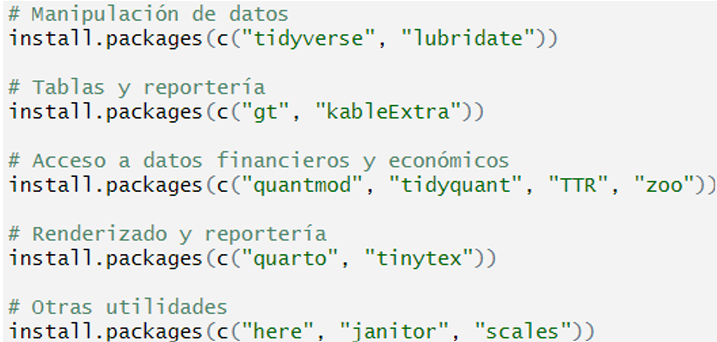 # Manipulación de datos
install.packages(c("tidyverse", "lubridate"))
# Tablas y reportería
install.packages(c("gt", "kableExtra"))
# Acceso a datos financieros y económicos
install.packages(c("quantmod", "tidyquant", "TTR", "zoo"))
# Renderizado y reportería
install.packages(c("quarto", "tinytex"))
# Otras utilidades
install.packages(c("here", "janitor", "scales"))